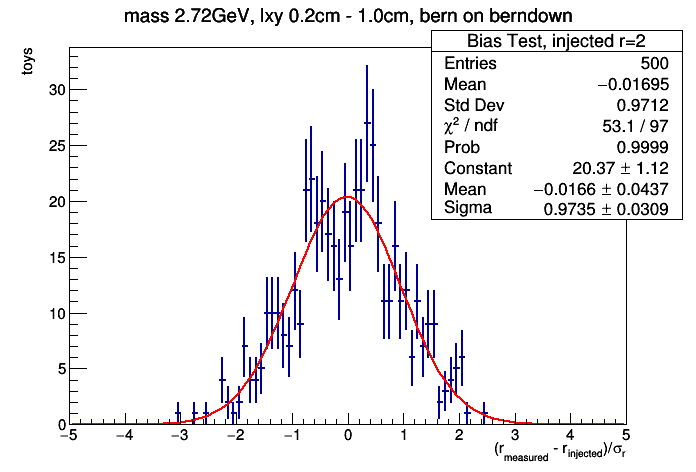 mass 2.72GeV, lxy 0.2cm - 1.0cm, bern on berndown
Bias Test, injected r=2
Entries 500
Mean −0.01695
Std Dev 0.9712
χ² / ndf 53.1 / 97
Prob 0.9999
Constant 20.37 ± 1.12
Mean −0.0166 ± 0.0437
Sigma 0.9735 ± 0.0309
toys
30
25
20
15
10
5
0
−5 −4 −3 −2 −1 0 1 2 3 4 5
(r_measured - r_injected)/σ_r